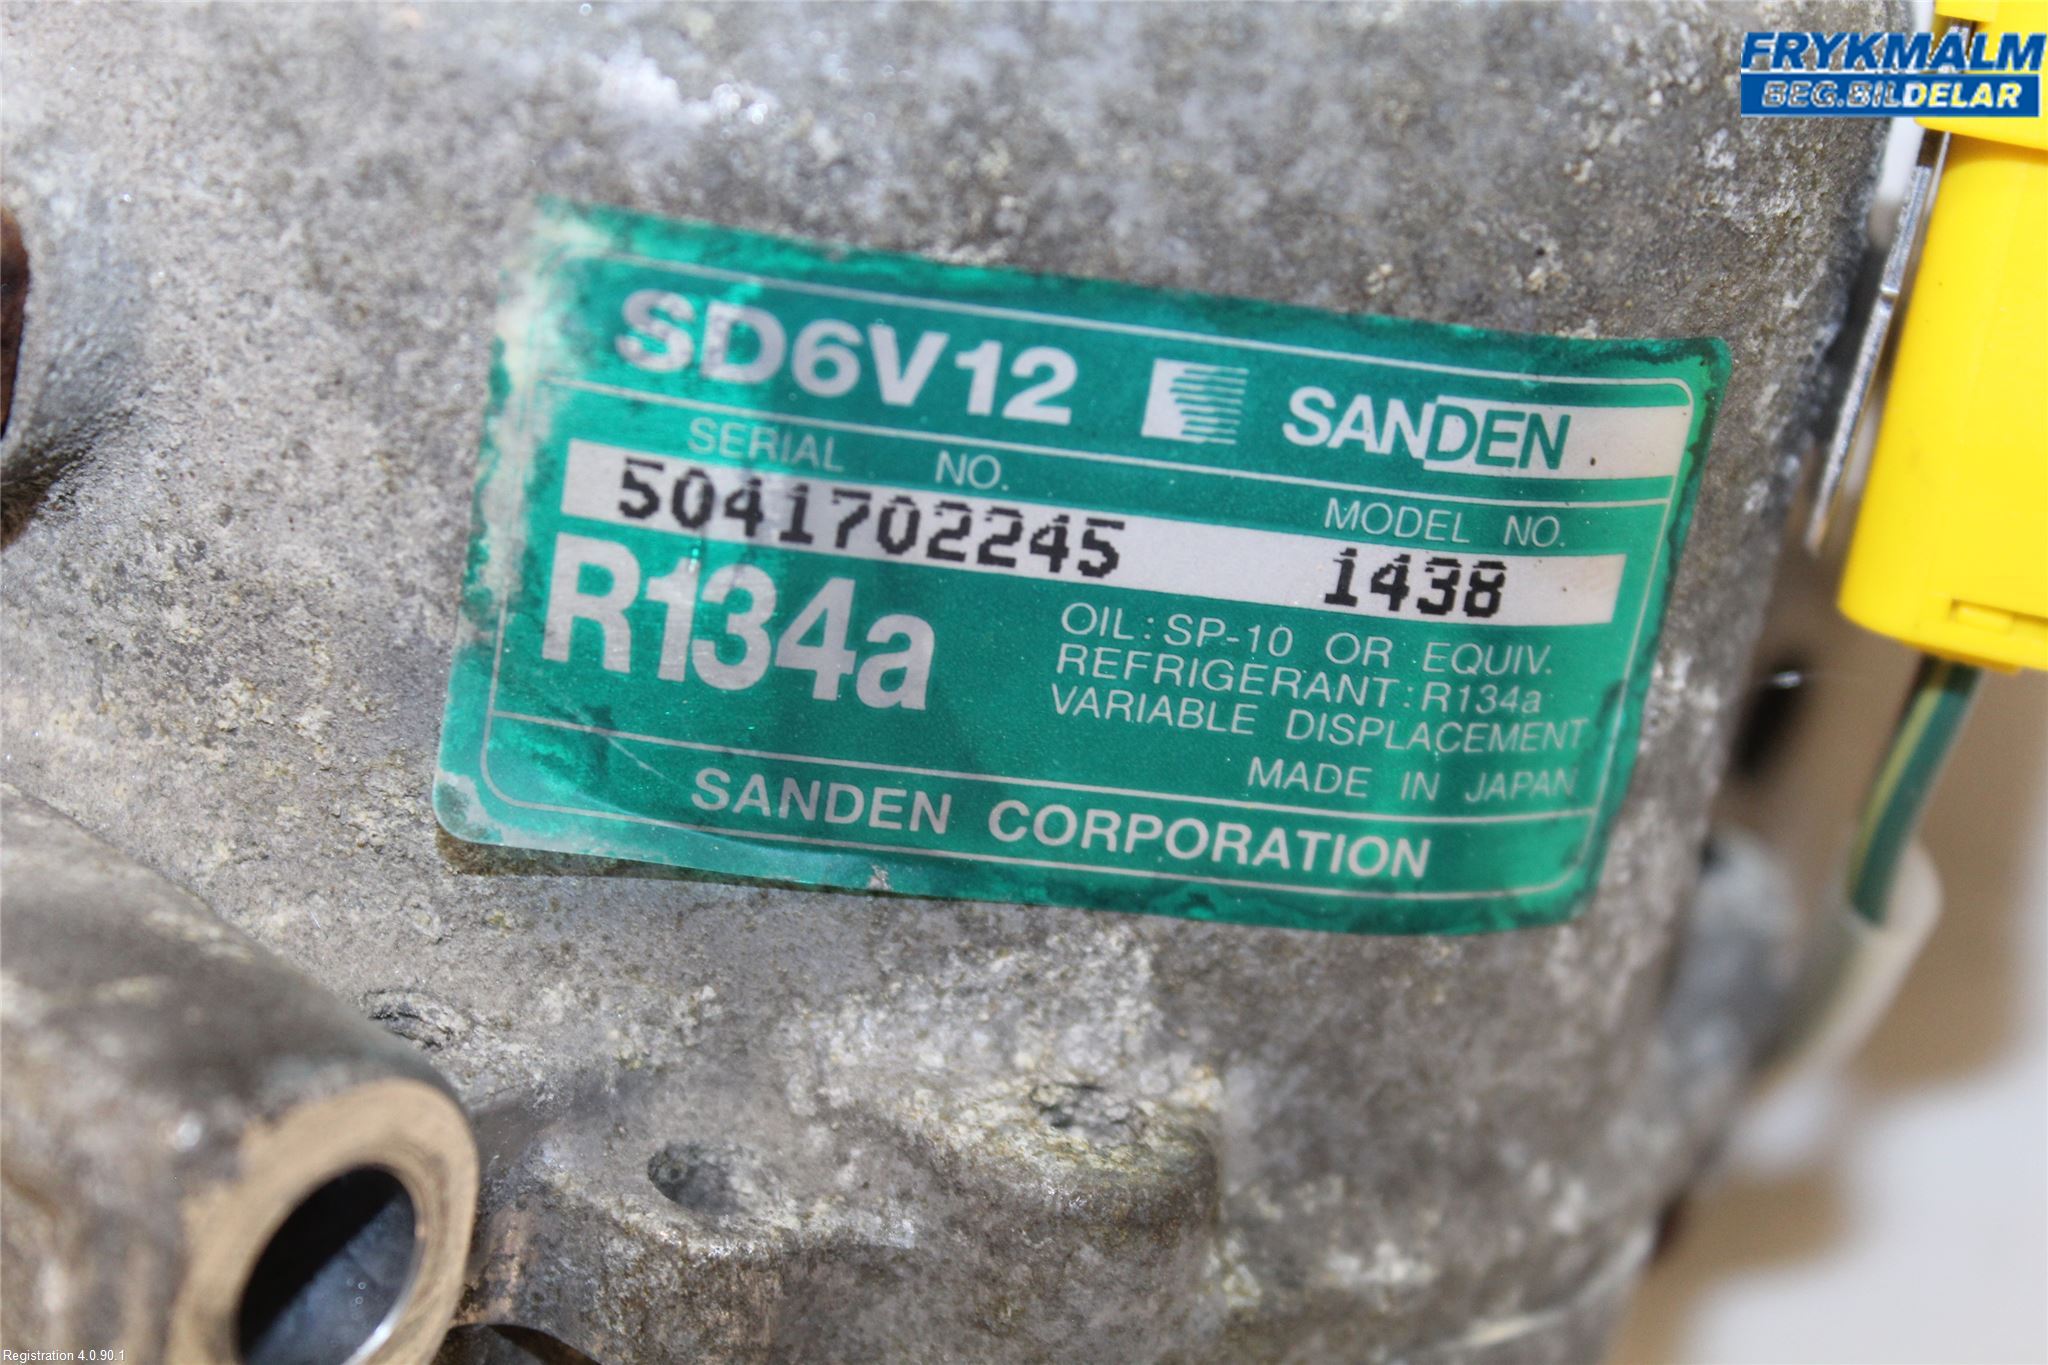 FRYKMALM
BEG.BILDELAR
SD6V12 SANDEN
SERIAL NO. MODEL NO.
5041702245 1438
R134a
OIL:SP-10 OR EQUIV.
REFRIGERANT:R134a
VARIABLE DISPLACEMENT
MADE IN JAPAN
SANDEN CORPORATION
Registration 4.0.90.1